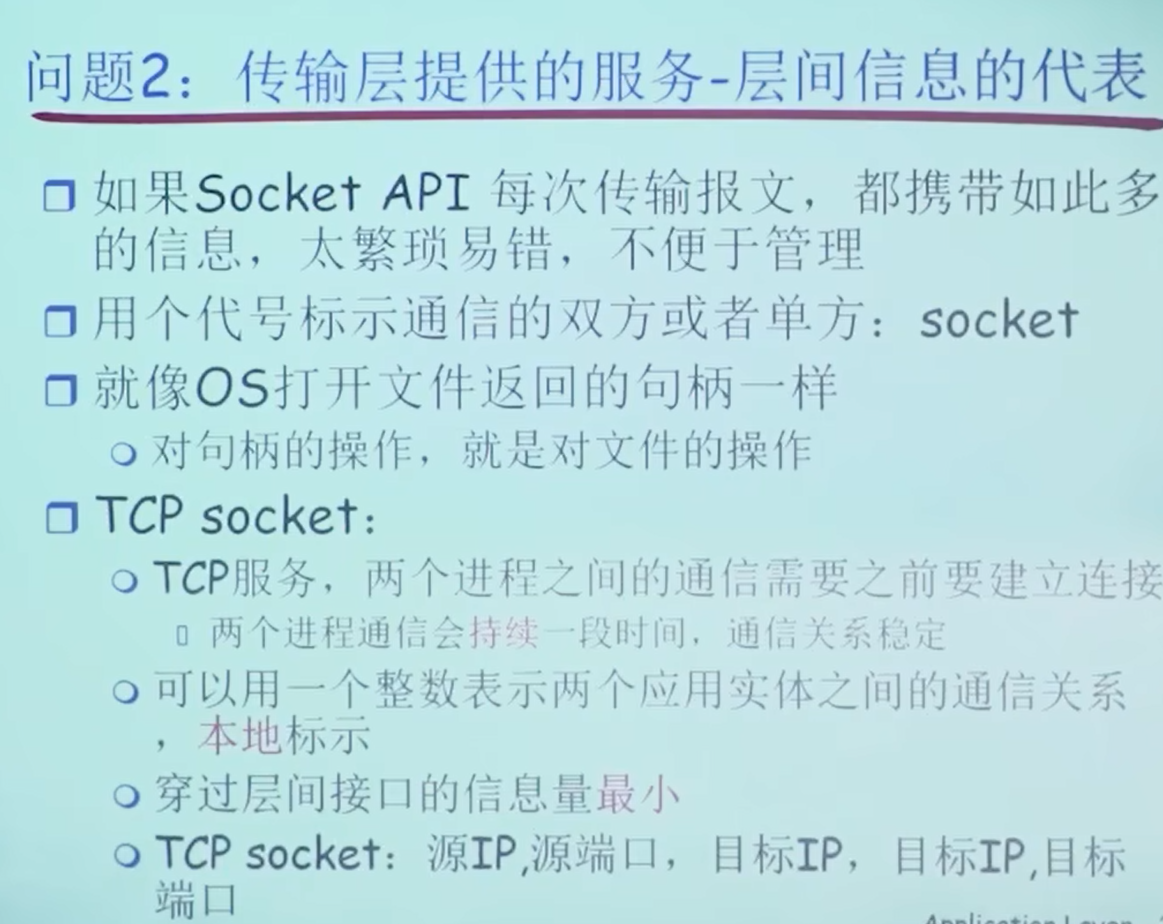 问题2：传输层提供的服务-层间信息的代表
如果Socket API 每次传输报文，都携带如此多
的信息，太繁琐易错，不便于管理
用个代号标示通信的双方或者单方：socket
就像OS打开文件返回的句柄一样
对句柄的操作，就是对文件的操作
TCP socket：
TCP服务，两个进程之间的通信需要之前要建立连接
两个进程通信会持续一段时间，通信关系稳定
可以用一个整数表示两个应用实体之间的通信关系
，本地标示
穿过层间接口的信息量最小
TCP socket：源IP,源端口，目标IP，目标IP,目标
端口